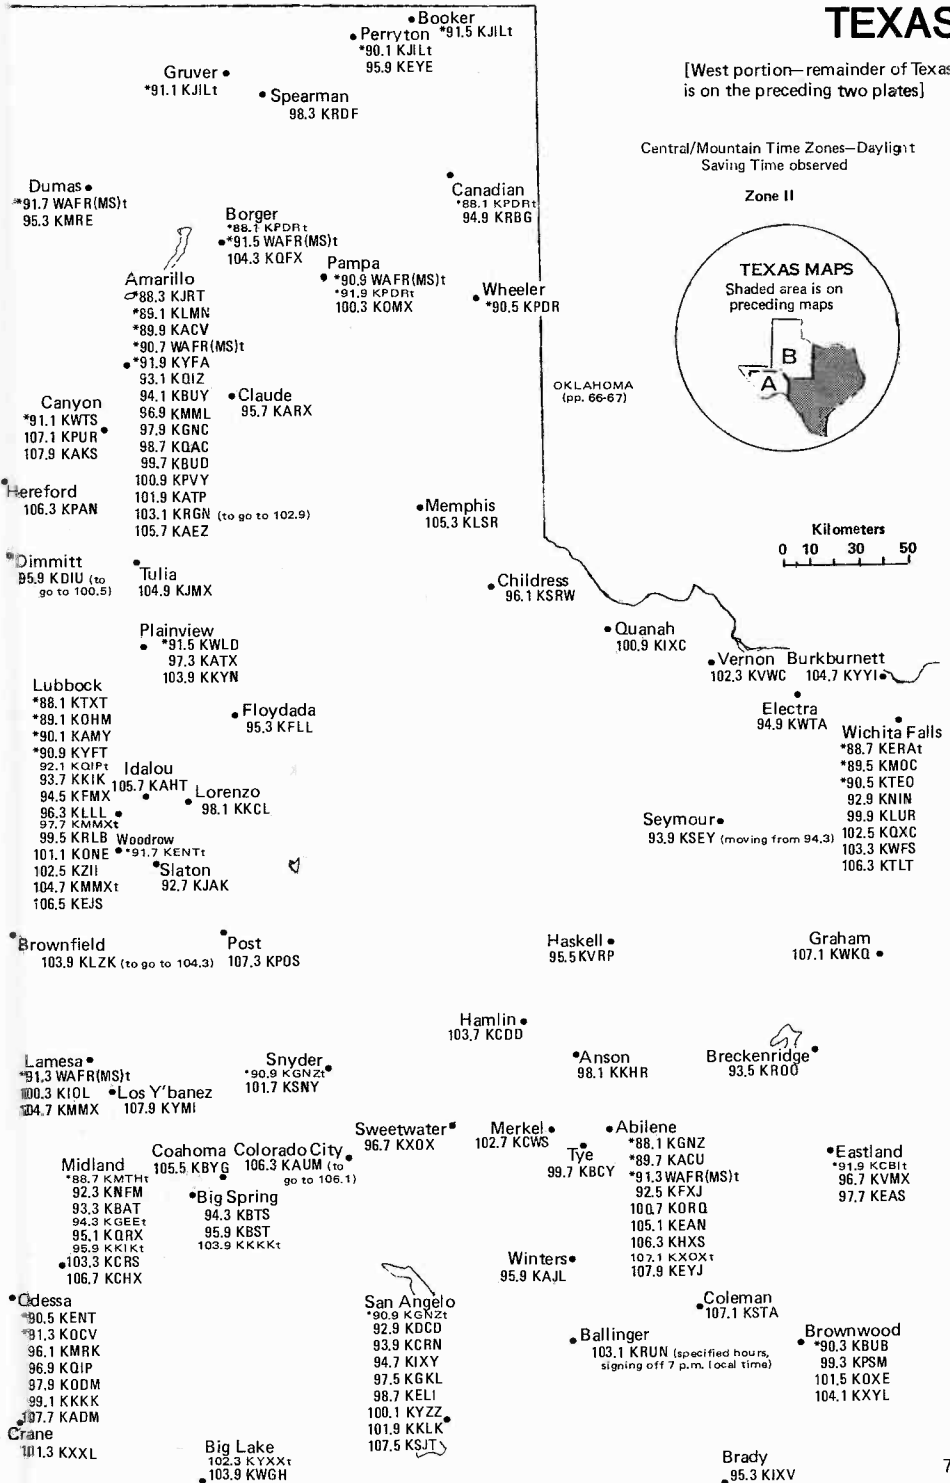 TEXAS
[West portion—remainder of Texas
is on the preceding two plates]
Central/Mountain Time Zones—Daylight
Saving Time observed
Zone II
TEXAS MAPS
Shaded area is on
preceding maps
B
A
OKLAHOMA
(pp. 66-67)
Kilometers
0 10 30 50
Booker
*91.5 KJILt
Perryton
*90.1 KJILt
95.9 KEYE
Gruver
*91.1 KJILt
Spearman
98.3 KRDF
Dumas
*91.7 WAFR(MS)t
95.3 KMRE
Borger
*88.1 KPDRt
*91.5 WAFR(MS)t
104.3 KQFX
Canadian
*88.1 KPDRt
94.9 KRBG
Pampa
*90.9 WAFR(MS)t
*91.9 KPDRt
100.3 KOMX
Wheeler
*90.5 KPDR
Amarillo
*88.3 KJRT
*89.1 KLMN
*89.9 KACV
*90.7 WAFR(MS)t
*91.9 KYFA
93.1 KQIZ
94.1 KBUY
96.9 KMML
97.9 KGNC
98.7 KQAC
99.7 KBUD
100.9 KPVY
101.9 KATP
103.1 KRGN (to go to 102.9)
105.7 KAEZ
Claude
95.7 KARX
Canyon
*91.1 KWTS
107.1 KPUR
107.9 KAKS
Hereford
106.3 KPAN
Memphis
105.3 KLSR
Dimmitt
95.9 KDIU (to
go to 100.5)
Tulia
104.9 KJMX
Childress
96.1 KSRW
Plainview
*91.5 KWLD
97.3 KATX
103.9 KKYN
Quanah
100.9 KIXC
Vernon
102.3 KVWC
Burkburnett
104.7 KYYI
Electra
94.9 KWTA
Wichita Falls
*88.7 KERAt
*89.5 KMOC
*90.5 KTEO
92.9 KNIN
99.9 KLUR
102.5 KQXC
103.3 KWFS
106.3 KTLT
Lubbock
*88.1 KTXT
*89.1 KOHM
*90.1 KAMY
*90.9 KYFT
92.1 KQIPt
93.7 KKIK
94.5 KFMX
96.3 KLLL
97.7 KMMXt
99.5 KRLB
101.1 KONE
102.5 KZII
104.7 KMMXt
106.5 KEJS
Floydada
95.3 KFLL
Idalou
105.7 KAHT
Lorenzo
98.1 KKCL
Woodrow
*91.7 KENTt
Slaton
92.7 KJAK
Seymour
93.9 KSEY (moving from 94.3)
Brownfield
103.9 KLZK (to go to 104.3)
Post
107.3 KPOS
Haskell
95.5 KVRP
Graham
107.1 KWKQ
Hamlin
103.7 KCDD
Lamesa
*91.3 WAFR(MS)t
100.3 KIOL
104.7 KMMX
Los Y'banez
107.9 KYMI
Snyder
*90.9 KGNZt
101.7 KSNY
Anson
98.1 KKHR
Breckenridge
93.5 KROO
Sweetwater
96.7 KXOX
Merkel
102.7 KCWS
Tye
99.7 KBCY
Abilene
*88.1 KGNZ
*89.7 KACU
*91.3 WAFR(MS)t
92.5 KFXJ
100.7 KORQ
105.1 KEAN
106.3 KHXS
107.1 KXOXt
107.9 KEYJ
Eastland
*91.9 KCBIt
96.7 KVMX
97.7 KEAS
Coahoma
105.5 KBYG
Colorado City
106.3 KAUM (to
go to 106.1)
Midland
*88.7 KMTHt
92.3 KNFM
93.3 KBAT
94.3 KGEEt
95.1 KQRX
95.9 KKIKt
103.3 KCRS
106.7 KCHX
Big Spring
94.3 KBTS
95.9 KBST
103.9 KKKKt
Winters
95.9 KAJL
Odessa
*90.5 KENT
*91.3 KOCV
96.1 KMRK
96.9 KQIP
97.9 KODM
99.1 KKKK
107.7 KADM
San Angelo
*90.9 KGNZt
92.9 KDCD
93.9 KCRN
94.7 KIXY
97.5 KGKL
98.7 KELI
100.1 KYZZ
101.9 KKLK
107.5 KSJT
Coleman
107.1 KSTA
Ballinger
103.1 KRUN (specified hours,
signing off 7 p.m. local time)
Brownwood
*90.3 KBUB
99.3 KPSM
101.5 KOXE
104.1 KXYL
Crane
101.3 KXXL
Big Lake
102.3 KYXXt
103.9 KWGH
Brady
95.3 KIXV
7